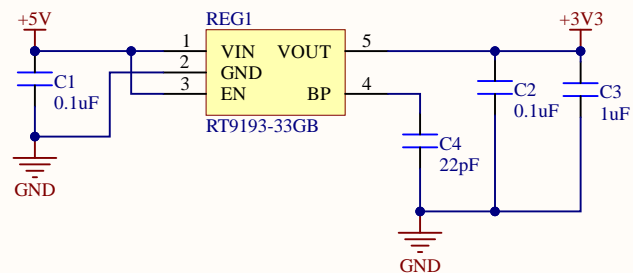 +5V
REG1
+3V3
1
VIN
VOUT
5
2
GND
3
EN
BP
4
C1
0.1uF
C2
0.1uF
C3
1uF
RT9193-33GB
C4
22pF
GND
GND